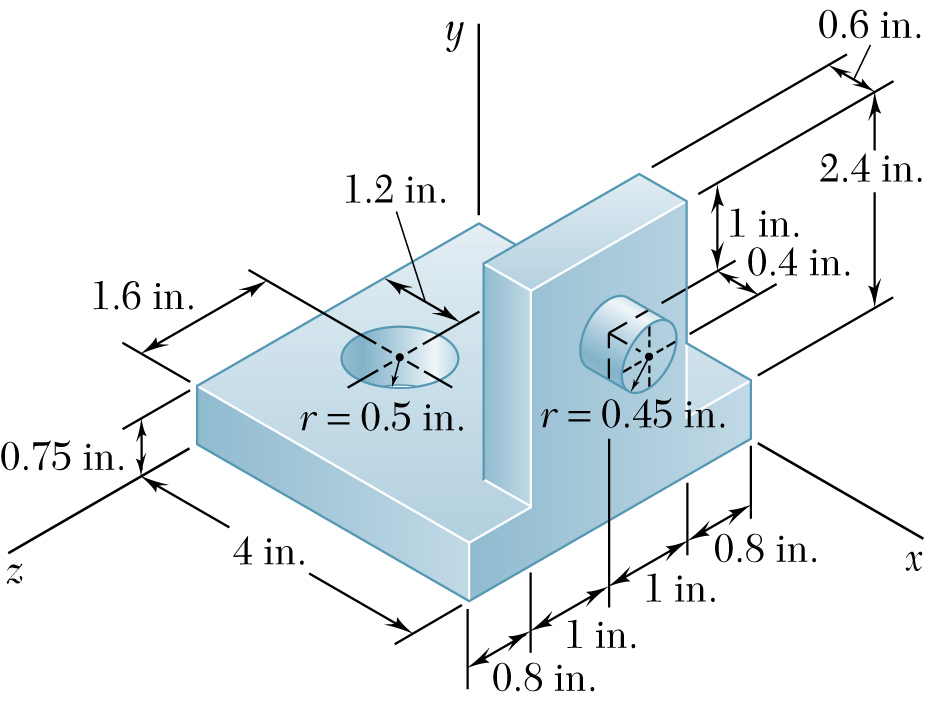 0.6 in.
y
2.4 in.
1.2 in.
1 in.
0.4 in.
1.6 in.
r = 0.5 in.
r = 0.45 in.
0.75 in.
4 in.
0.8 in.
x
z
1 in.
1 in.
0.8 in.